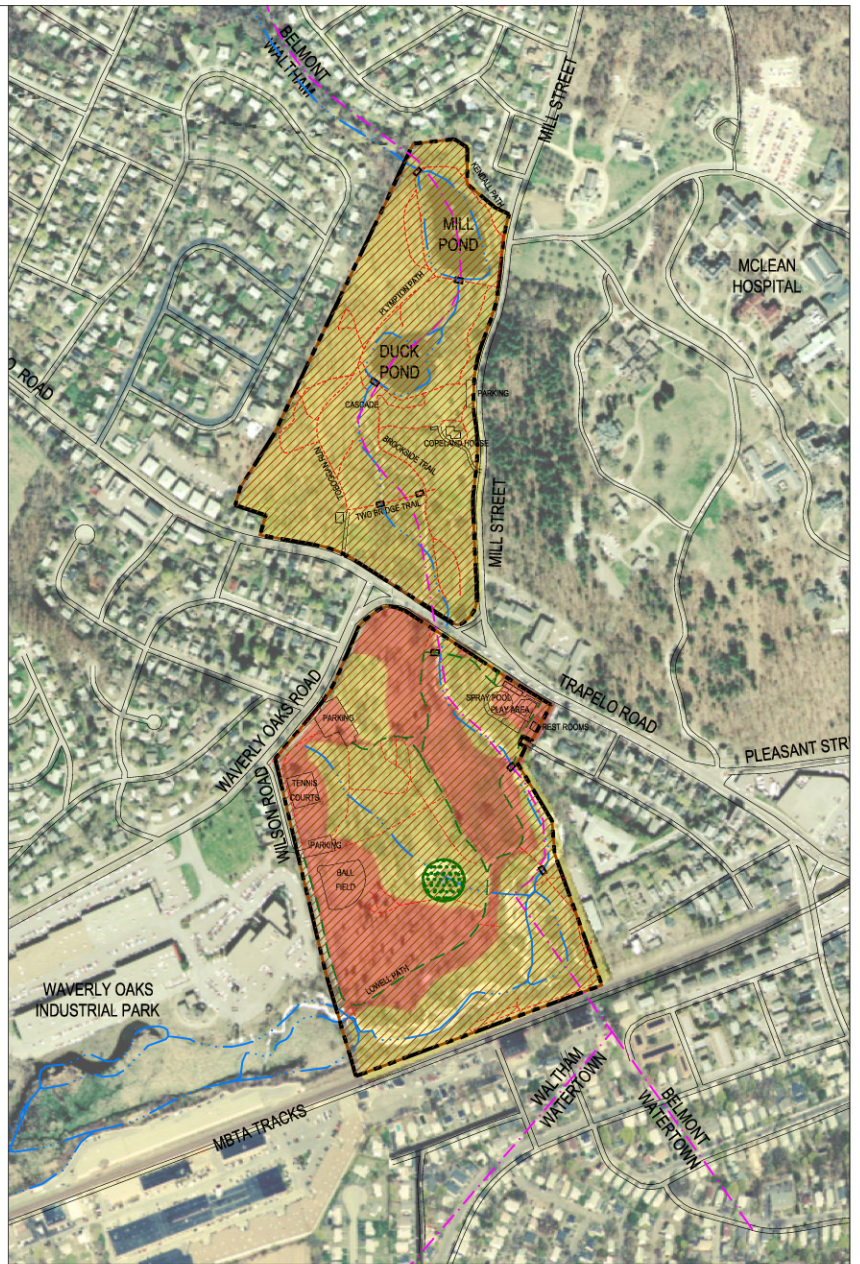 BELMONT
WALTHAM
MILL STREET
KENDALL PATH
MILL
POND
MCLEAN
HOSPITAL
PLYMPTON PATH
DUCK
POND
O ROAD
PARKING
CASCADE
COPELAND HOUSE
BROOKSIDE TRAIL
TOBOGGAN RUN
TWO BRIDGE TRAIL
MILL STREET
TRAPELO ROAD
SPRAY POOL
PLAY AREA
REST ROOMS
WAVERLY OAKS ROAD
PARKING
PLEASANT STR
WILSON ROAD
TENNIS
COURTS
PARKING
BALL
FIELD
LOWELL PATH
WAVERLY OAKS
INDUSTRIAL PARK
MBTA TRACKS
WALTHAM
WATERTOWN
BELMONT
WATERTOWN